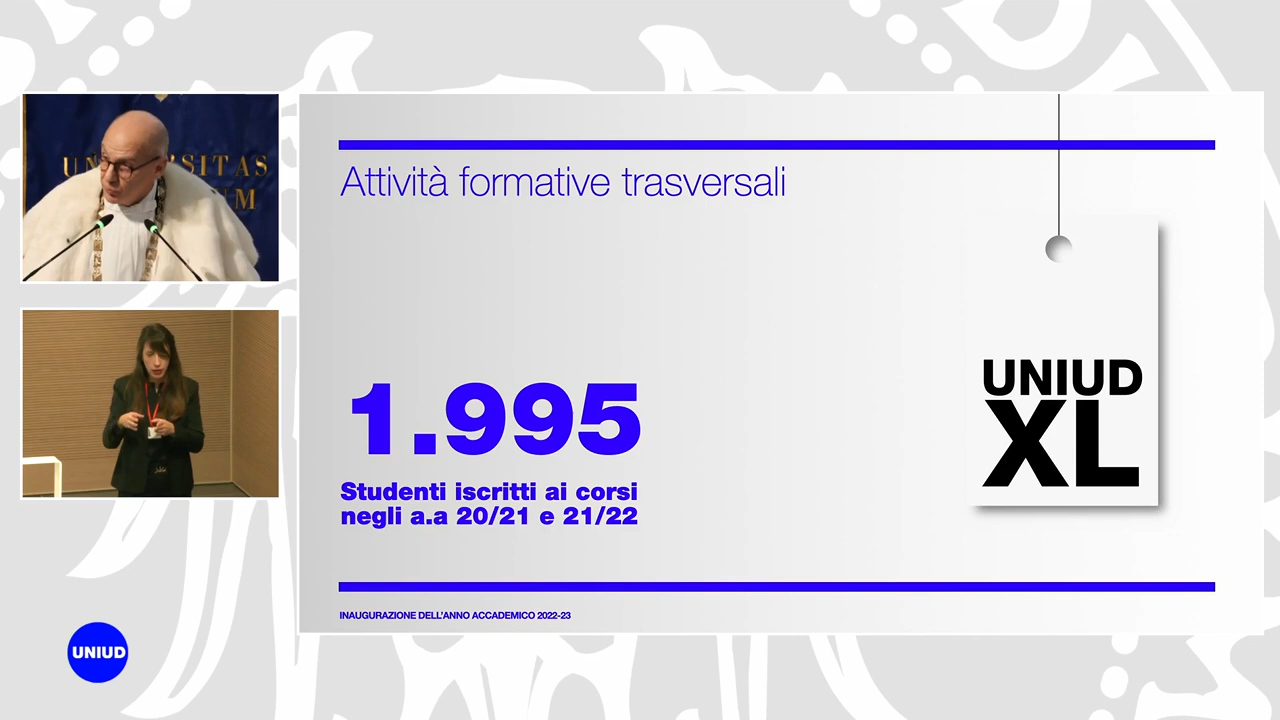 Attività formative trasversali
UNIUD
XL
1.995
Studenti iscritti ai corsi
negli a.a 20/21 e 21/22
INAUGURAZIONE DELL'ANNO ACCADEMICO 2022-23
UNIUD